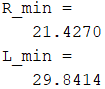 R_min =
21.4270
L_min =
29.8414